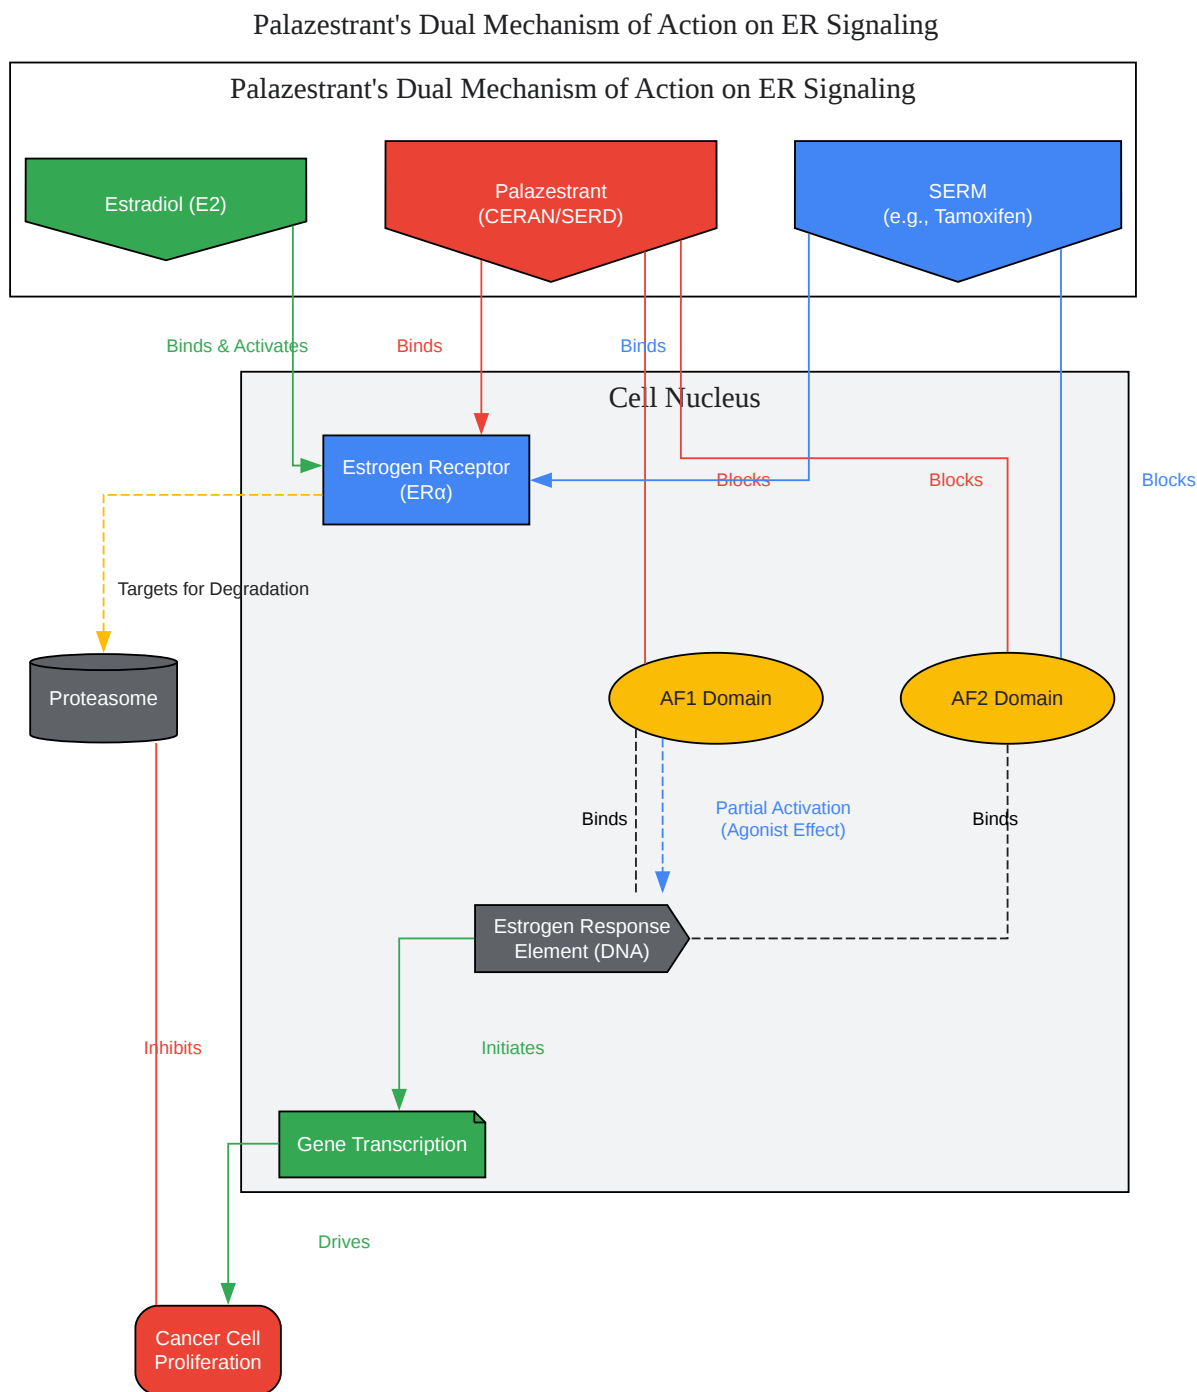 Palazestrant's Dual Mechanism of Action on ER Signaling
Palazestrant's Dual Mechanism of Action on ER Signaling
Estradiol (E2)
Palazestrant
(CERAN/SERD)
SERM
(e.g., Tamoxifen)
Binds & Activates
Binds
Binds
Cell Nucleus
Estrogen Receptor
(ERα)
Blocks
Blocks
Blocks
Targets for Degradation
Proteasome
AF1 Domain
AF2 Domain
Binds
Partial Activation
(Agonist Effect)
Binds
Estrogen Response
Element (DNA)
Inhibits
Initiates
Gene Transcription
Drives
Cancer Cell
Proliferation